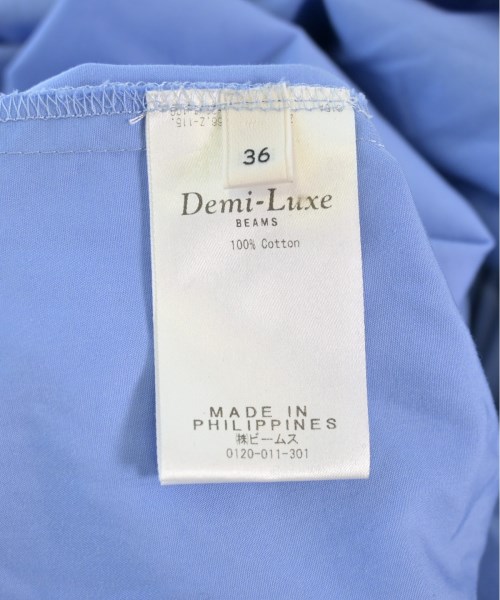 36
Demi-Luxe
BEAMS
100% Cotton
MADE IN
PHILIPPINES
㈱ビームス
0120-011-301